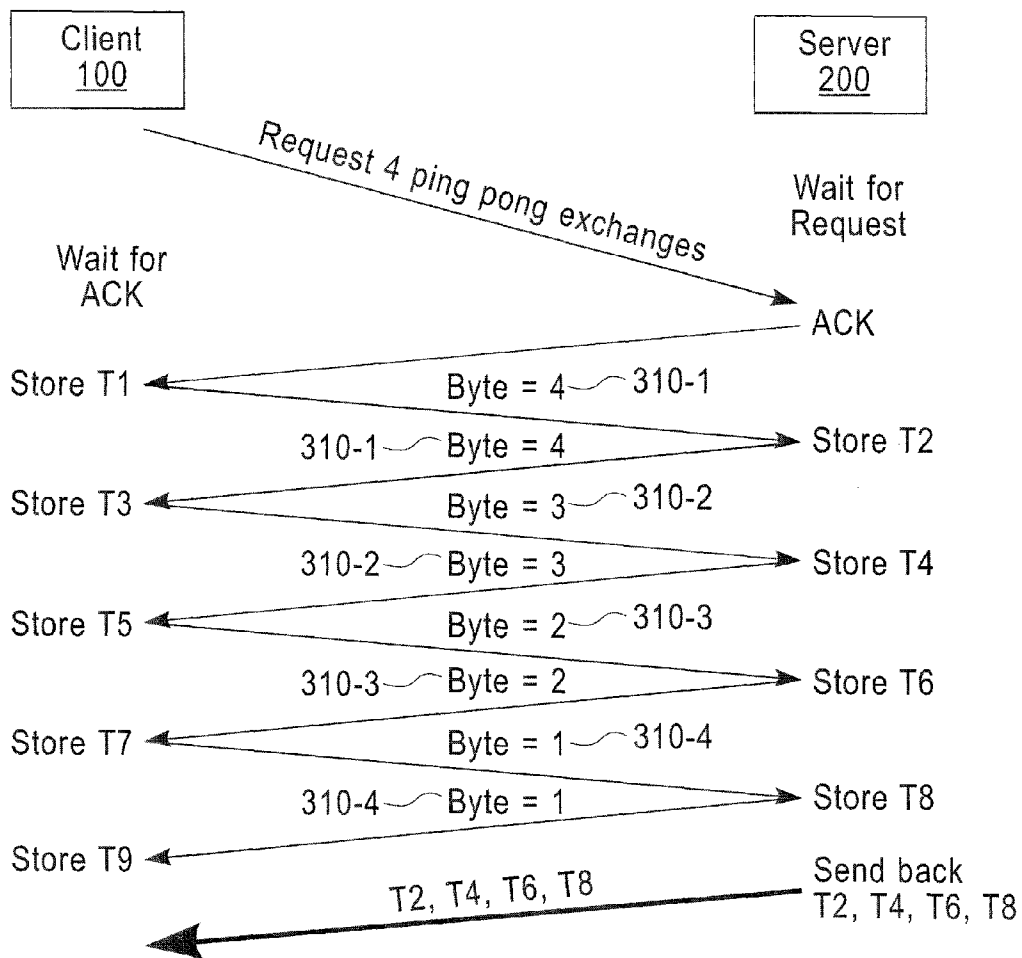 Client
100
Server
200
Request 4 ping pong exchanges
Wait for
Request
Wait for
ACK
ACK
Store T1
Byte = 4
310-1
310-1
Byte = 4
Store T2
Store T3
Byte = 3
310-2
310-2
Byte = 3
Store T4
Store T5
Byte = 2
310-3
310-3
Byte = 2
Store T6
Store T7
Byte = 1
310-4
310-4
Byte = 1
Store T8
Store T9
T2, T4, T6, T8
Send back
T2, T4, T6, T8